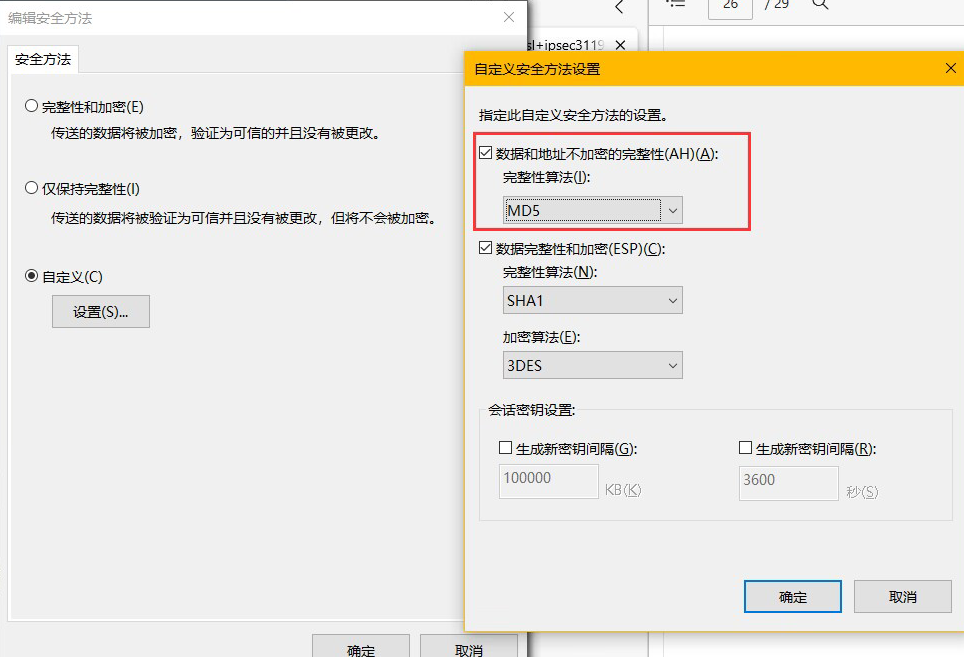 编辑安全方法
安全方法
完整性和加密(E)
传送的数据将被加密，验证为可信的并且没有被更改。
仅保持完整性(I)
传送的数据将被验证为可信并且没有被更改，但将不会被加密。
自定义(C)
设置(S)...
确定
取消
26
/ 29
sl+ipsec3119
自定义安全方法设置
指定此自定义安全方法的设置。
数据和地址不加密的完整性(AH)(A):
完整性算法(I):
MD5
数据完整性和加密(ESP)(C):
完整性算法(N):
SHA1
加密算法(E):
3DES
会话密钥设置:
生成新密钥间隔(G):
生成新密钥间隔(R):
100000
KB(K)
3600
秒(S)
确定
取消